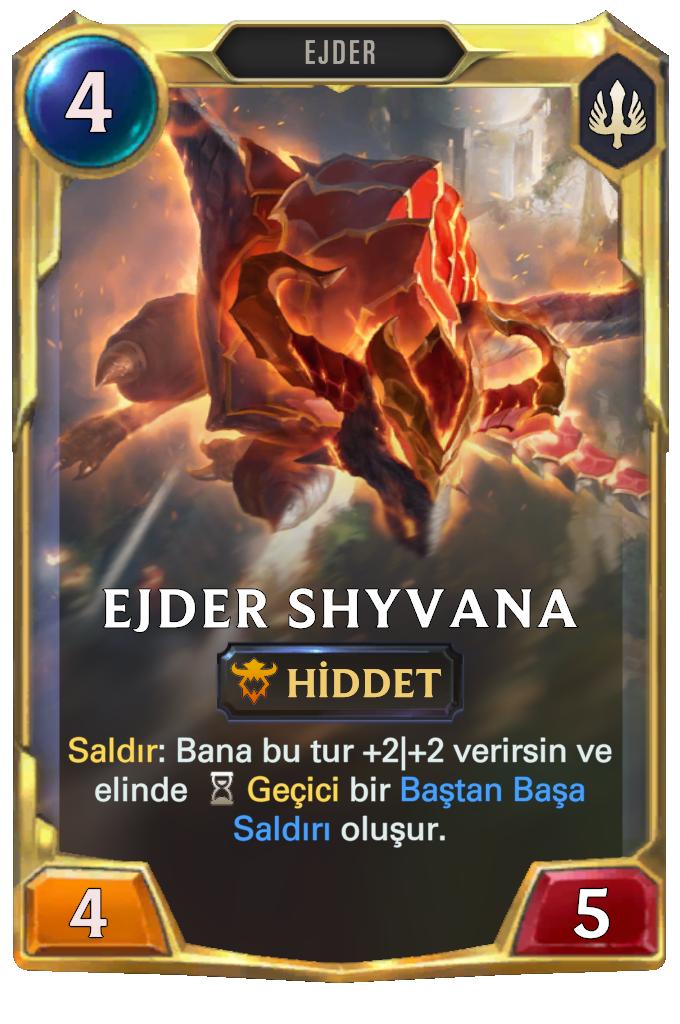 EJDER
4
EJDER SHYVANA
HİDDET
Saldır: Bana bu tur +2|+2 verirsin ve
elinde Geçici bir Baştan Başa
Saldırı oluşur.
4
5